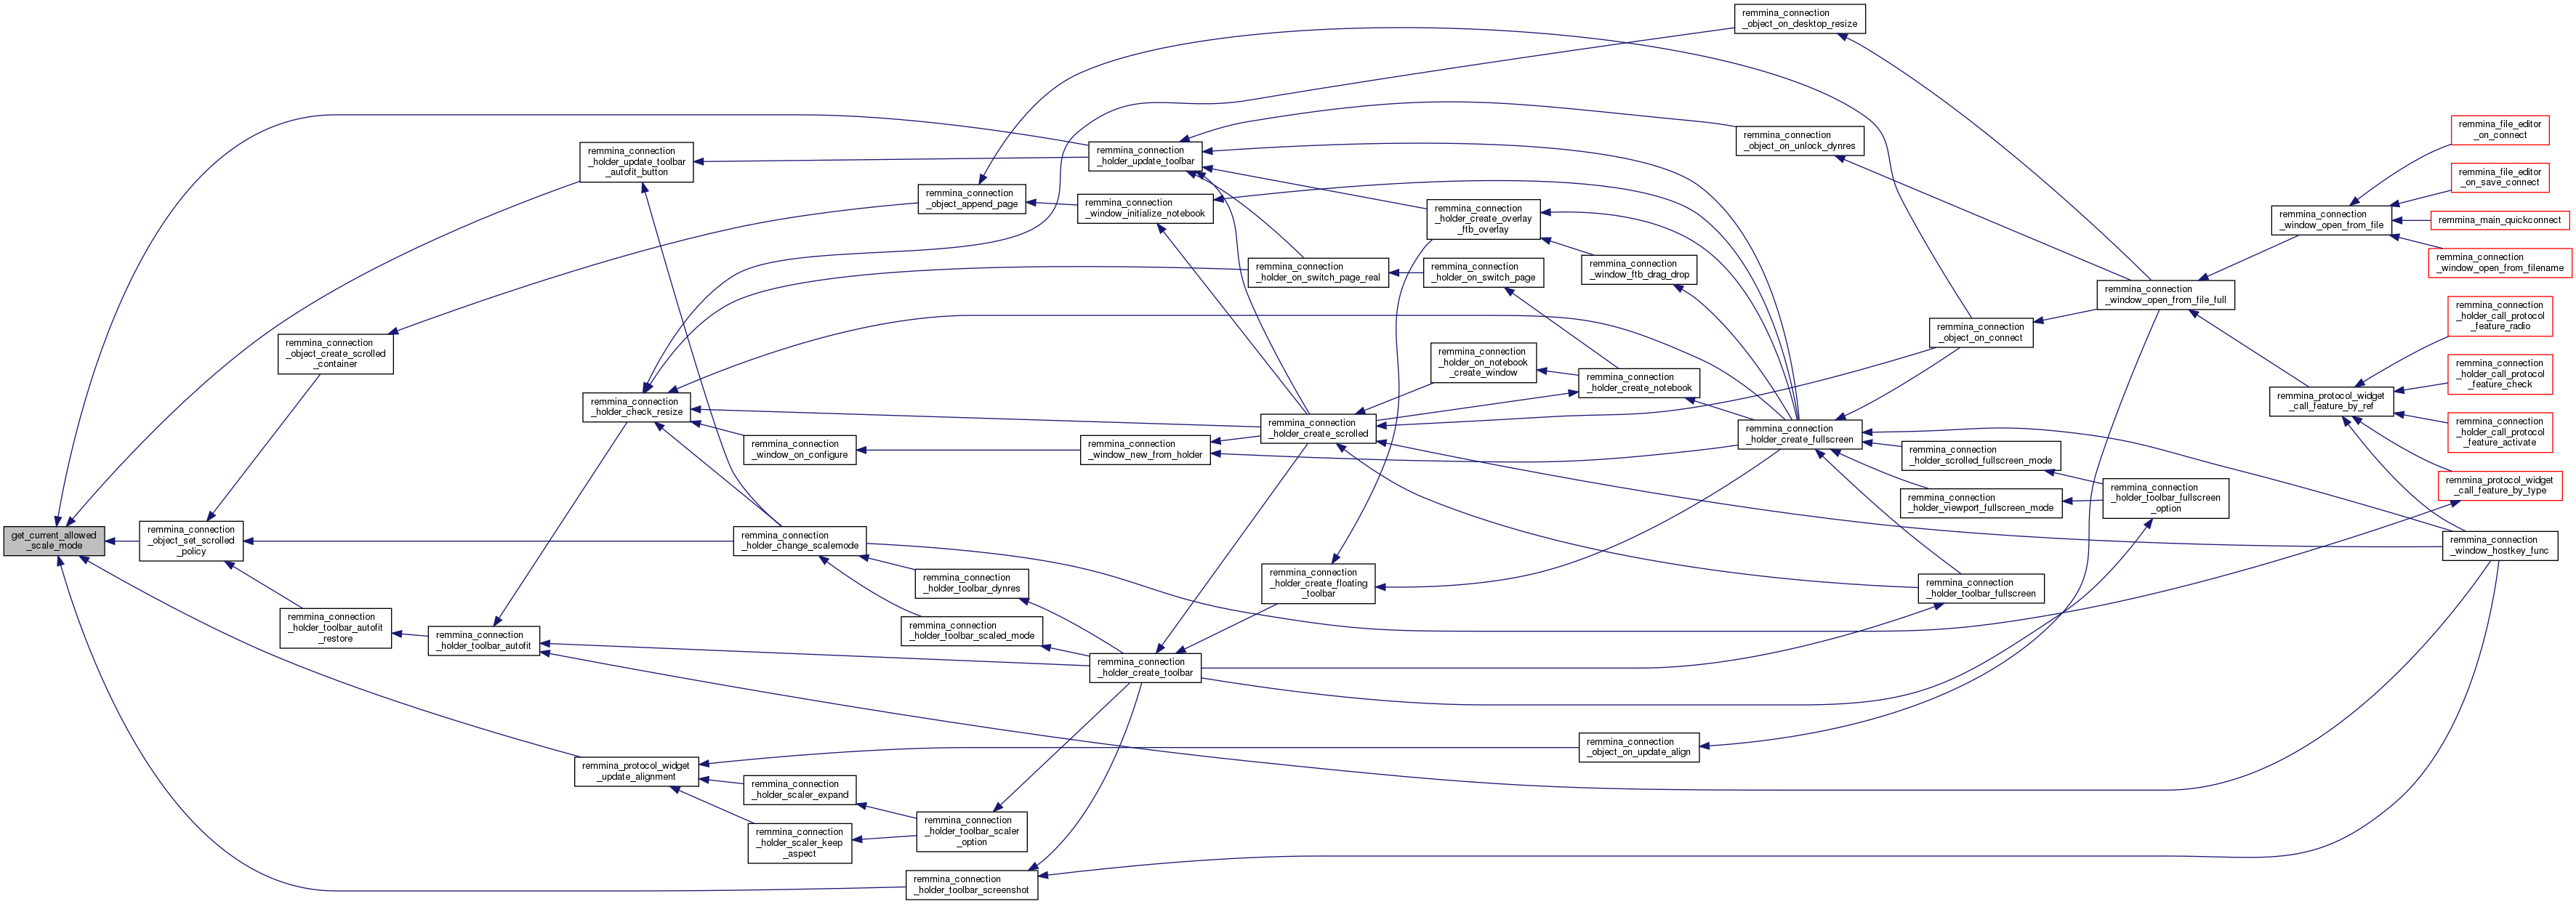 get_current_allowed
_scale_mode
remmina_connection
_object_set_scrolled
_policy
remmina_connection
_object_create_scrolled
_container
remmina_connection
_holder_toolbar_autofit
_restore
remmina_connection
_holder_toolbar_autofit
remmina_connection
_holder_update_toolbar
_autofit_button
remmina_connection
_holder_check_resize
remmina_protocol_widget
_update_alignment
remmina_connection
_holder_change_scalemode
remmina_connection
_window_on_configure
remmina_connection
_holder_scaler_expand
remmina_connection
_holder_scaler_keep
_aspect
remmina_connection
_object_append_page
remmina_connection
_holder_toolbar_dynres
remmina_connection
_holder_toolbar_scaled_mode
remmina_connection
_holder_toolbar_scaler
_option
remmina_connection
_holder_toolbar_screenshot
remmina_connection
_holder_update_toolbar
remmina_connection
_window_initialize_notebook
remmina_connection
_window_new_from_holder
remmina_connection
_holder_create_toolbar
remmina_connection
_holder_on_switch_page_real
remmina_connection
_holder_create_scrolled
remmina_connection
_holder_create_floating
_toolbar
remmina_connection
_holder_create_overlay
_ftb_overlay
remmina_connection
_holder_on_switch_page
remmina_connection
_holder_on_notebook
_create_window
remmina_connection
_window_ftb_drag_drop
remmina_connection
_holder_create_notebook
remmina_connection
_object_on_update_align
remmina_connection
_object_on_desktop_resize
remmina_connection
_object_on_unlock_dynres
remmina_connection
_holder_create_fullscreen
remmina_connection
_object_on_connect
remmina_connection
_holder_scrolled_fullscreen_mode
remmina_connection
_holder_viewport_fullscreen_mode
remmina_connection
_holder_toolbar_fullscreen
remmina_connection
_window_open_from_file_full
remmina_connection
_holder_toolbar_fullscreen
_option
remmina_connection
_window_open_from_file
remmina_protocol_widget
_call_feature_by_ref
remmina_file_editor
_on_connect
remmina_file_editor
_on_save_connect
remmina_main_quickconnect
remmina_connection
_window_open_from_filename
remmina_connection
_holder_call_protocol
_feature_radio
remmina_connection
_holder_call_protocol
_feature_check
remmina_connection
_holder_call_protocol
_feature_activate
remmina_protocol_widget
_call_feature_by_type
remmina_connection
_window_hostkey_func